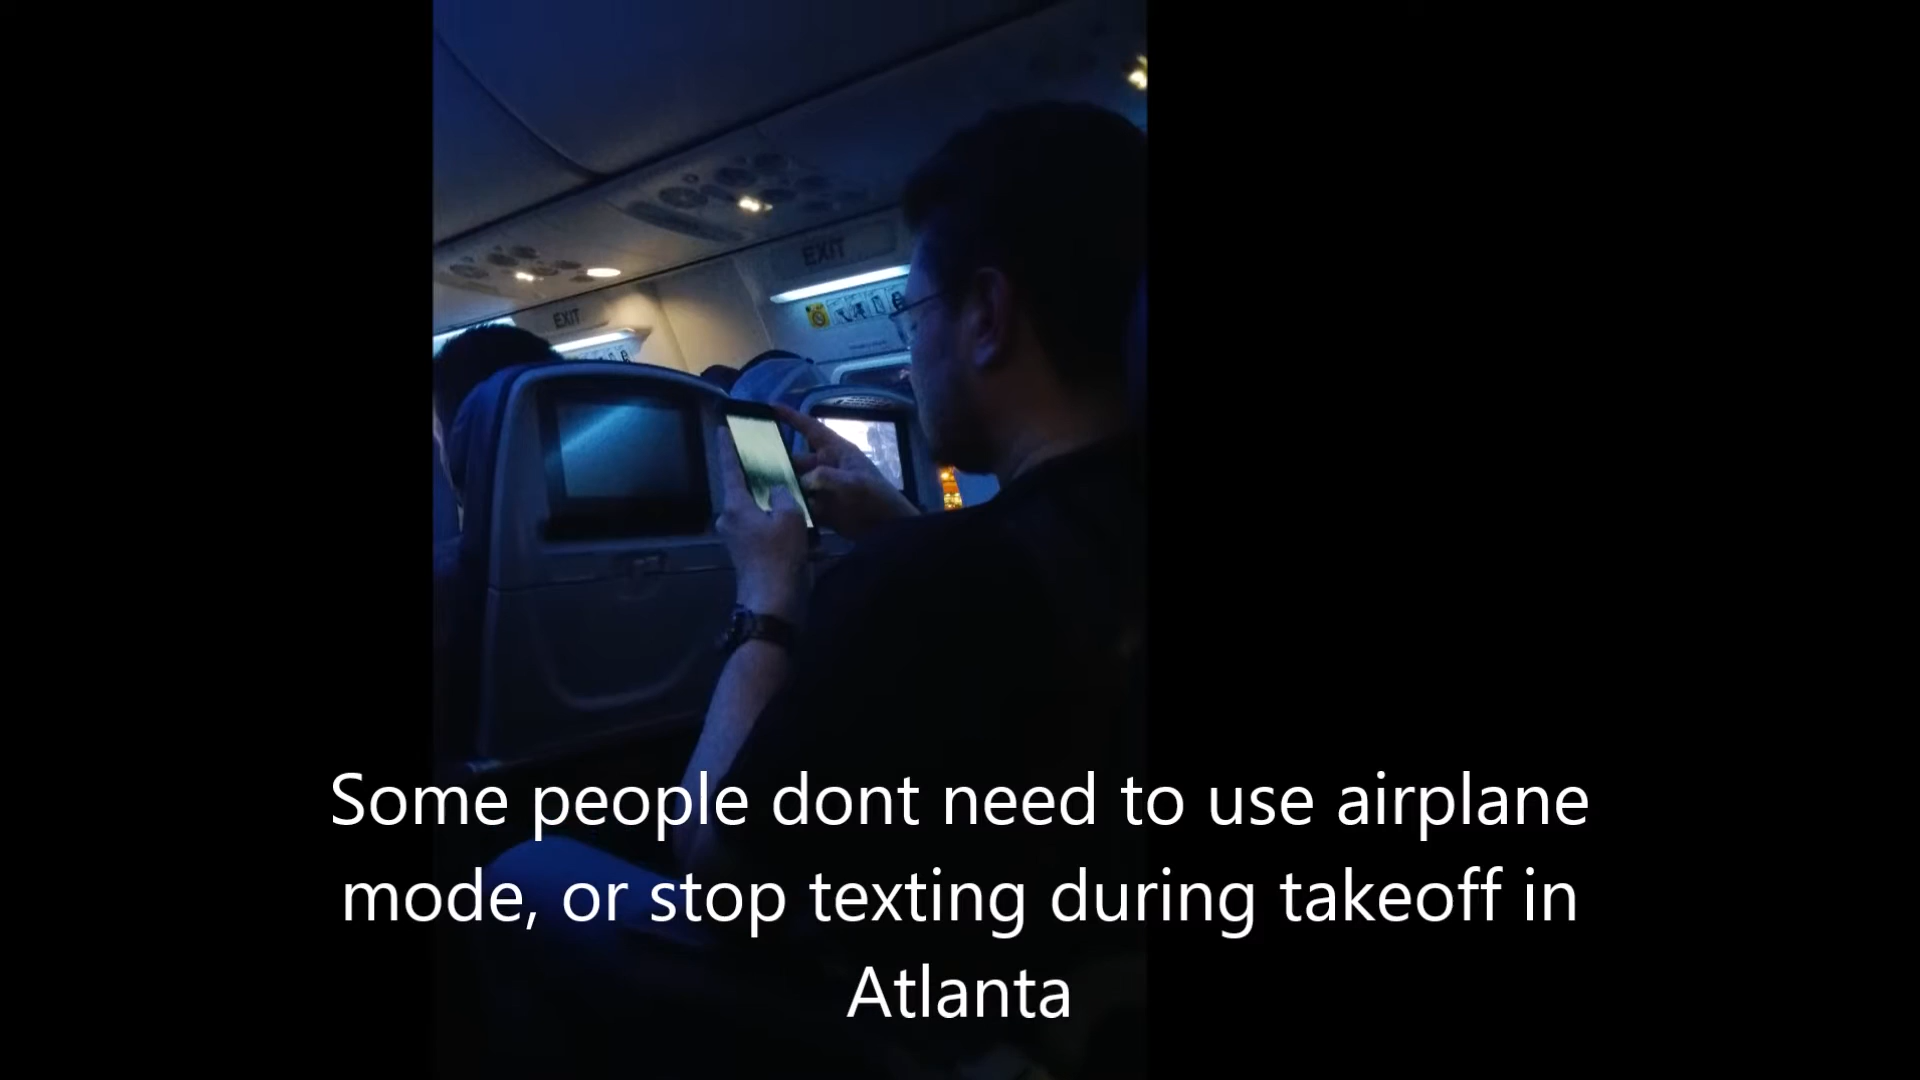 EXIT
EXIT
Some people dont need to use airplane
mode, or stop texting during takeoff in
Atlanta